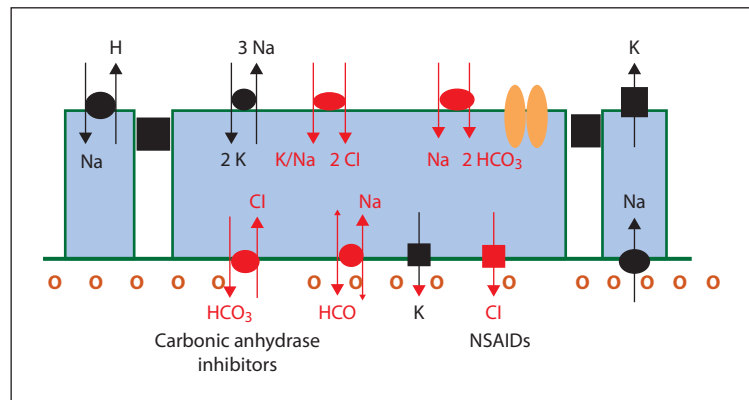 H 3 Na K
Na 2 K K/Na 2 Cl Na 2 HCO₃
Cl Na Na
O O O O O O O O O O O O O
HCO₃ HCO K Cl
Carbonic anhydrase NSAIDs
inhibitors